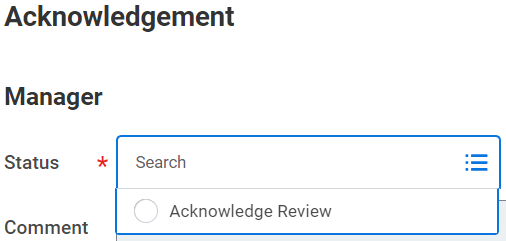 Acknowledgement
Manager
Status * Search
Acknowledge Review
Comment